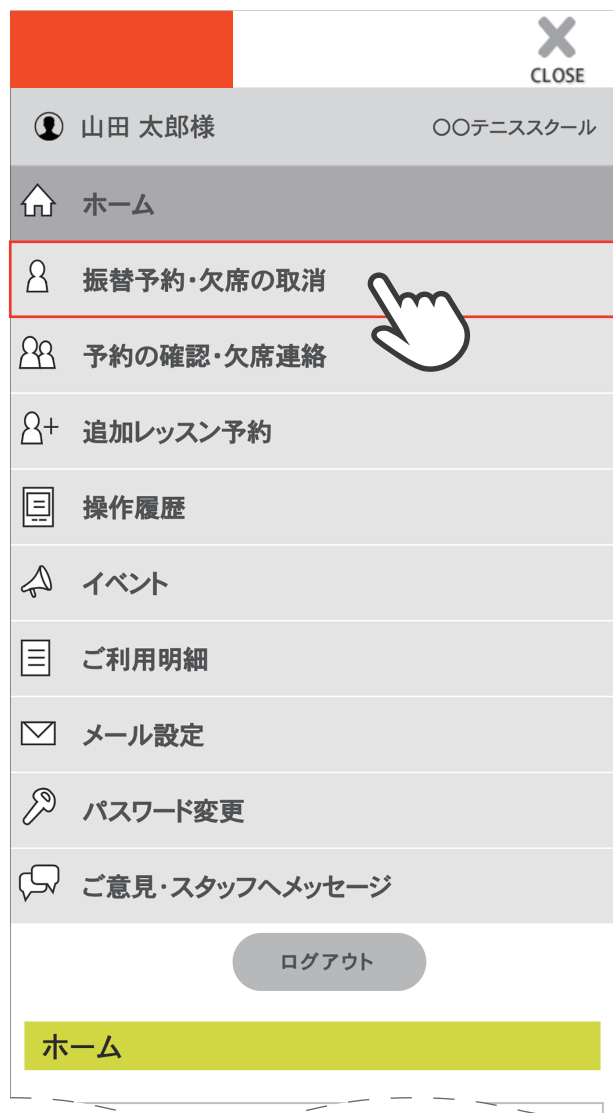 CLOSE
山田 太郎様 〇〇テニススクール
ホーム
振替予約・欠席の取消
予約の確認・欠席連絡
追加レッスン予約
操作履歴
イベント
ご利用明細
メール設定
パスワード変更
ご意見・スタッフへメッセージ
ログアウト
ホーム